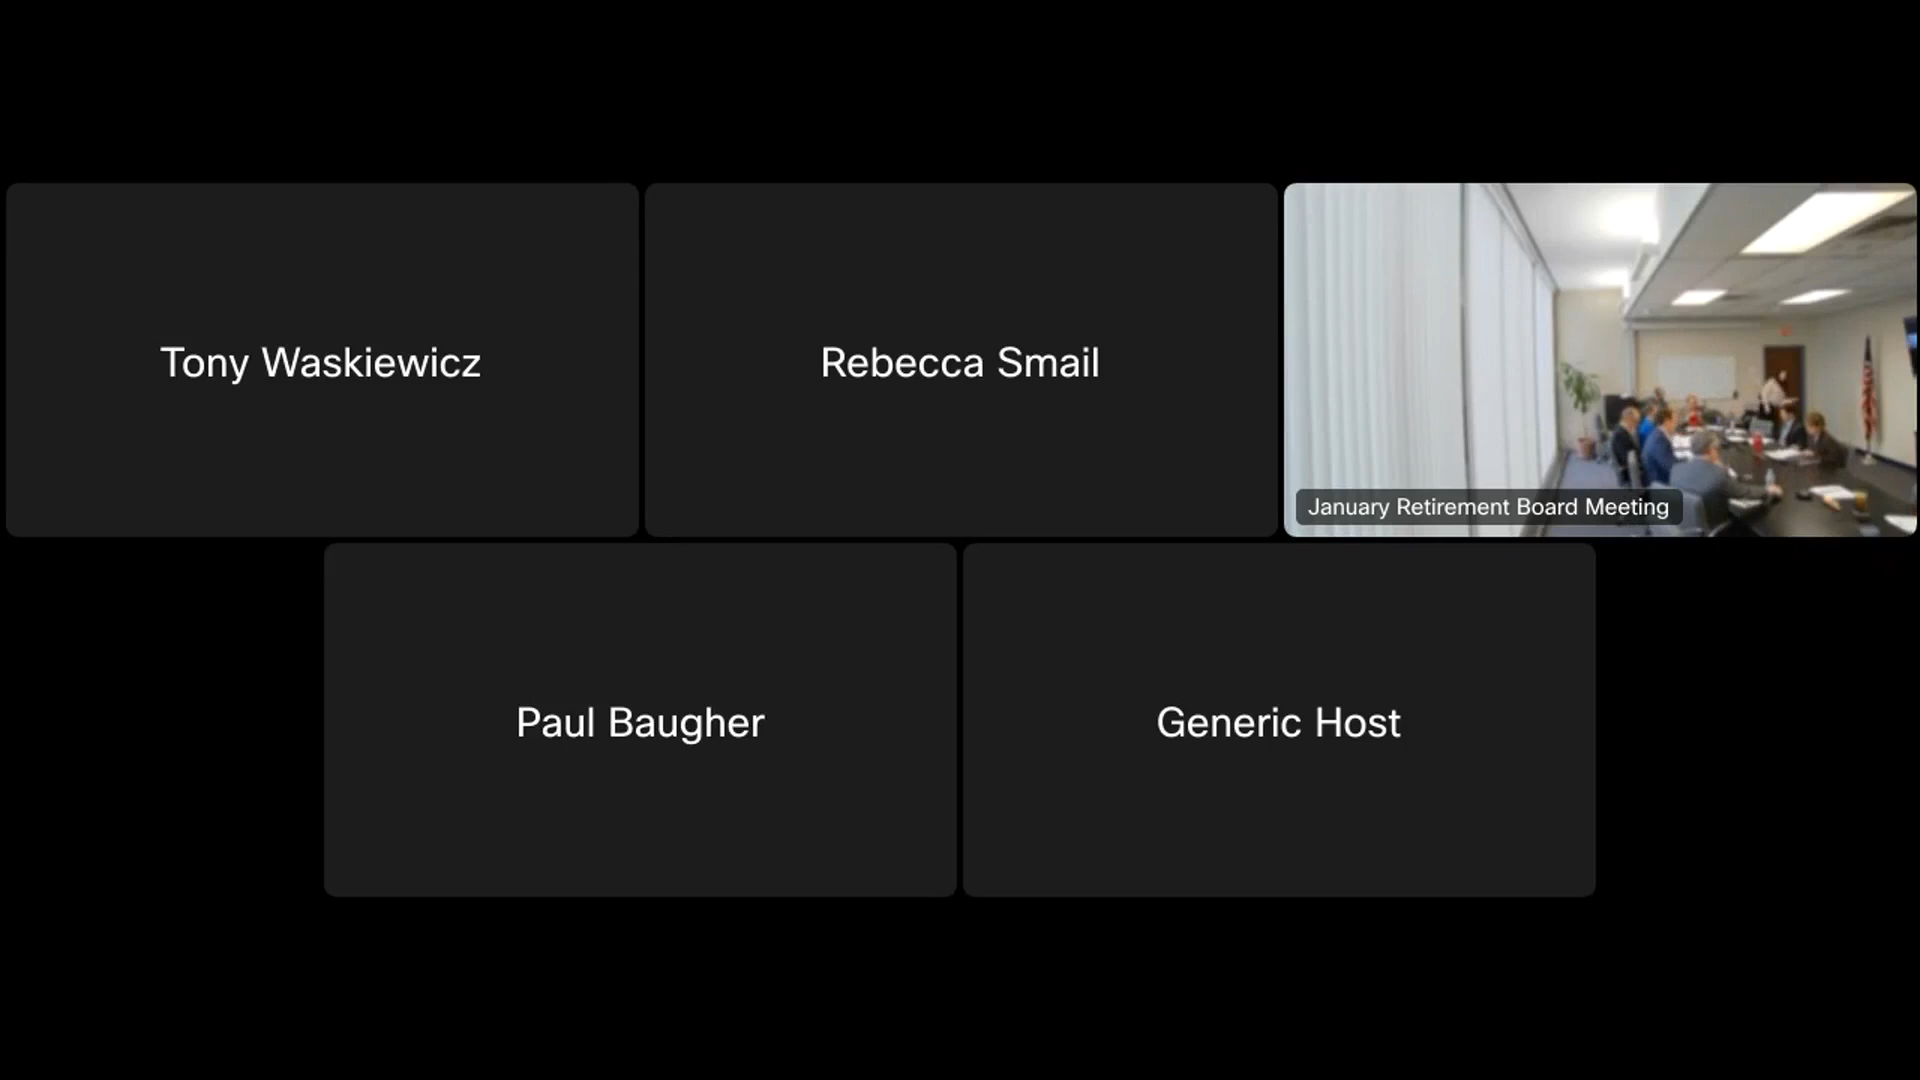 Tony Waskiewicz
Rebecca Smail
January Retirement Board Meeting
Paul Baugher
Generic Host